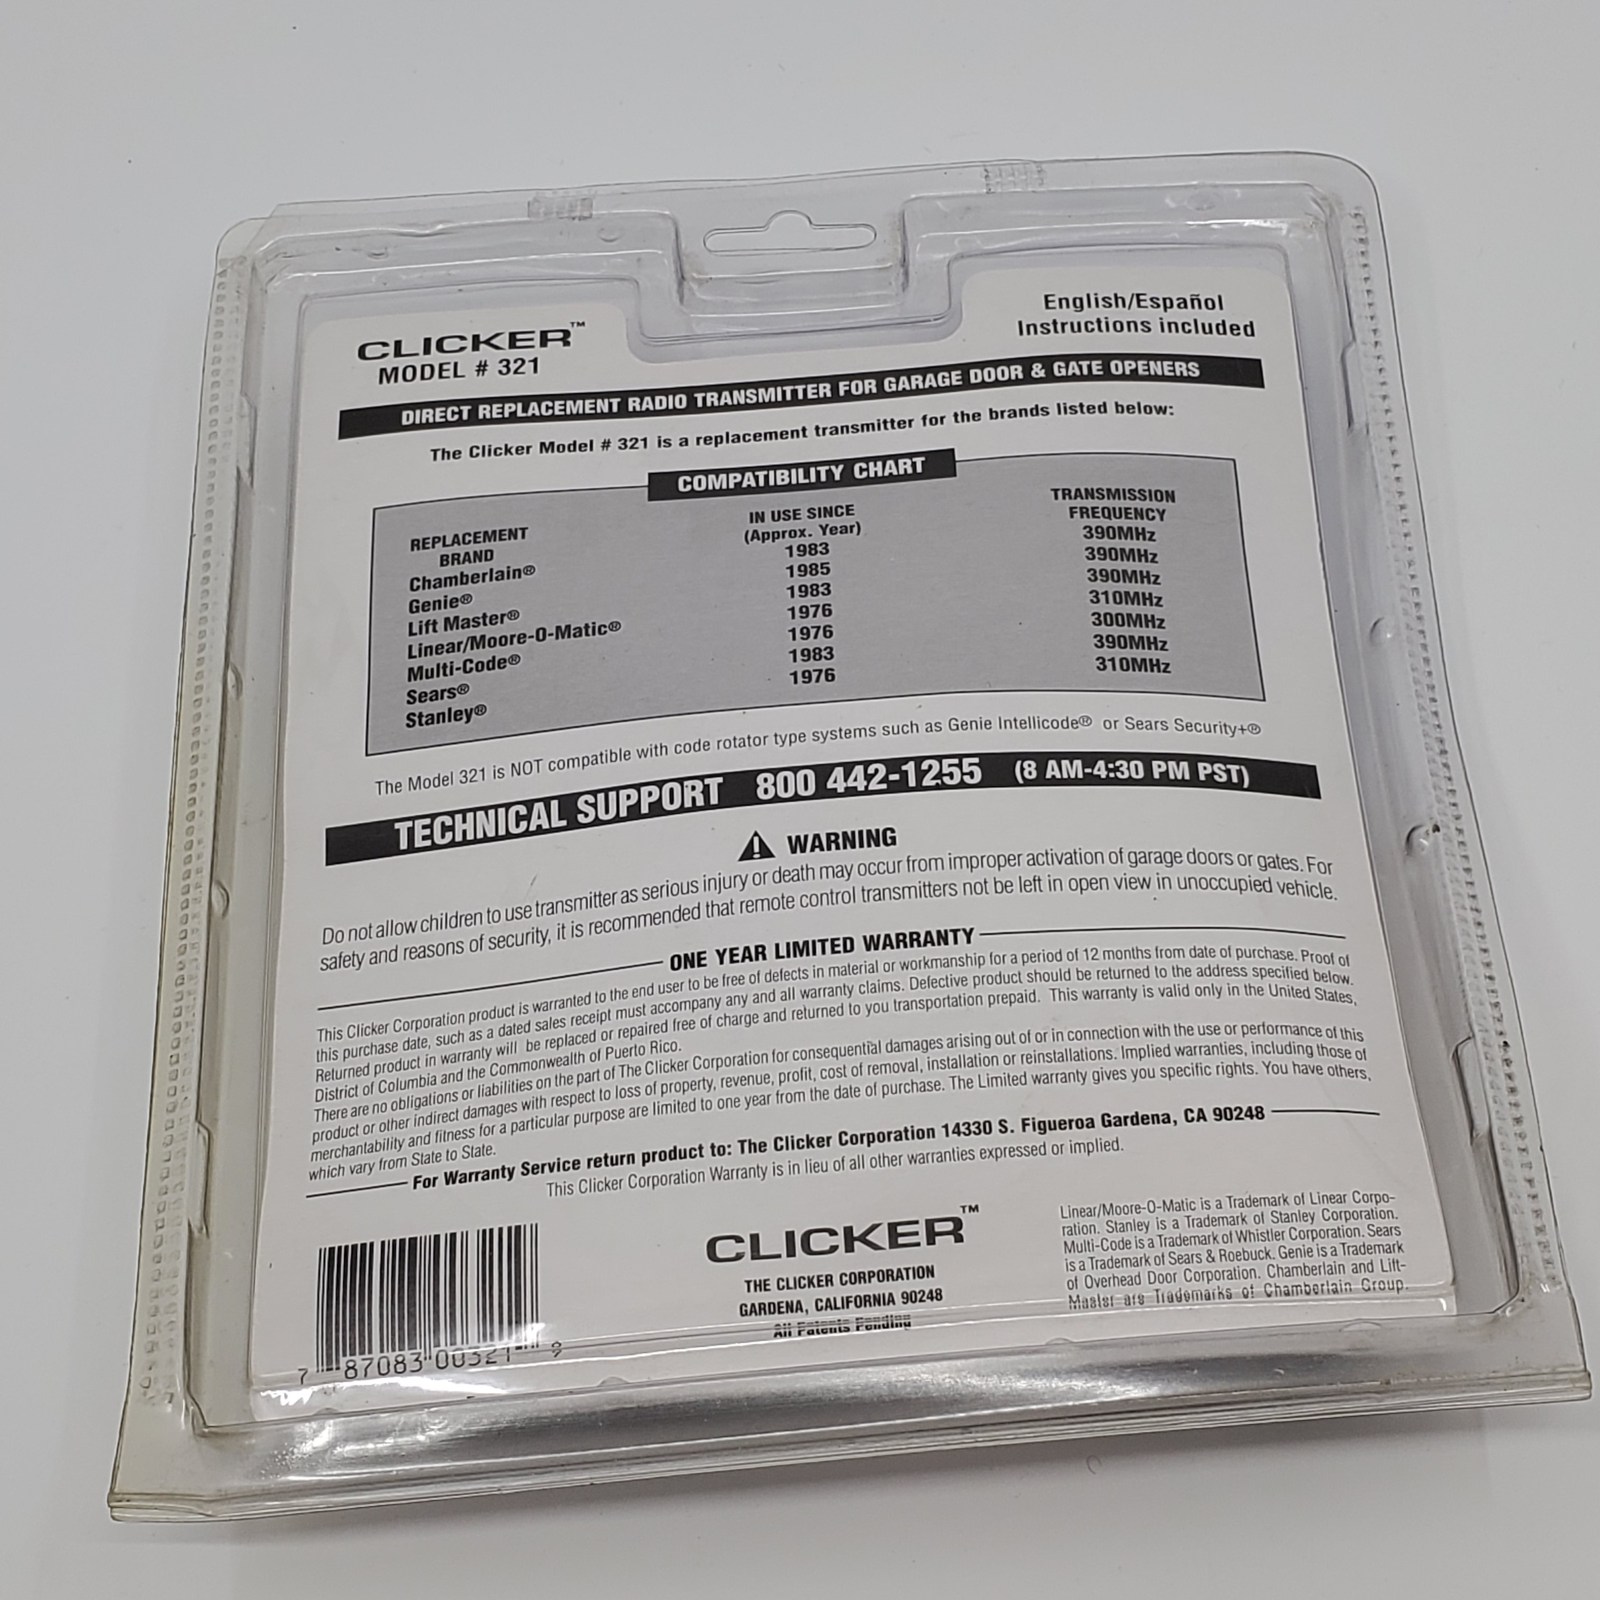 CLICKER™
MODEL # 321
English/Español
Instructions included
DIRECT REPLACEMENT RADIO TRANSMITTER FOR GARAGE DOOR & GATE OPENERS
The Clicker Model # 321 is a replacement transmitter for the brands listed below:
COMPATIBILITY CHART
REPLACEMENT BRAND IN USE SINCE (Approx. Year) TRANSMISSION FREQUENCY
Chamberlain® 1983 390MHz
Genie® 1985 390MHz
Lift Master® 1983 390MHz
Linear/Moore-O-Matic® 1976 310MHz
Multi-Code® 1976 300MHz
Sears® 1983 390MHz
Stanley® 1976 310MHz
The Model 321 is NOT compatible with code rotator type systems such as Genie Intellicode® or Sears Security+®
TECHNICAL SUPPORT 800 442-1255 (8 AM-4:30 PM PST)
WARNING
Do not allow children to use transmitter as serious injury or death may occur from improper activation of garage doors or gates. For
safety and reasons of security, it is recommended that remote control transmitters not be left in open view in unoccupied vehicle.
ONE YEAR LIMITED WARRANTY
This Clicker Corporation product is warranted to the end user to be free of defects in material or workmanship for a period of 12 months from date of purchase. Proof of
this purchase date, such as a dated sales receipt must accompany any and all warranty claims. Defective product should be returned to the address specified below.
Returned product in warranty will be replaced or repaired free of charge and returned to you transportation prepaid. This warranty is valid only in the United States,
District of Columbia and the Commonwealth of Puerto Rico.
There are no obligations or liabilities on the part of The Clicker Corporation for consequential damages arising out of or in connection with the use or performance of this
product or other indirect damages with respect to loss of property, revenue, profit, cost of removal, installation or reinstallations. Implied warranties, including those of
merchantability and fitness for a particular purpose are limited to one year from the date of purchase. The Limited warranty gives you specific rights. You have others,
which vary from State to State.
For Warranty Service return product to: The Clicker Corporation 14330 S. Figueroa Gardena, CA 90248
This Clicker Corporation Warranty is in lieu of all other warranties expressed or implied.
7 87083 00321 9
CLICKER™
THE CLICKER CORPORATION
GARDENA, CALIFORNIA 90248
All Patents Pending
Linear/Moore-O-Matic is a Trademark of Linear Corpo-
ration. Stanley is a Trademark of Stanley Corporation.
Multi-Code is a Trademark of Whistler Corporation. Sears
is a Trademark of Sears & Roebuck. Genie is a Trademark
of Overhead Door Corporation. Chamberlain and Lift-
Master are Trademarks of Chamberlain Group.